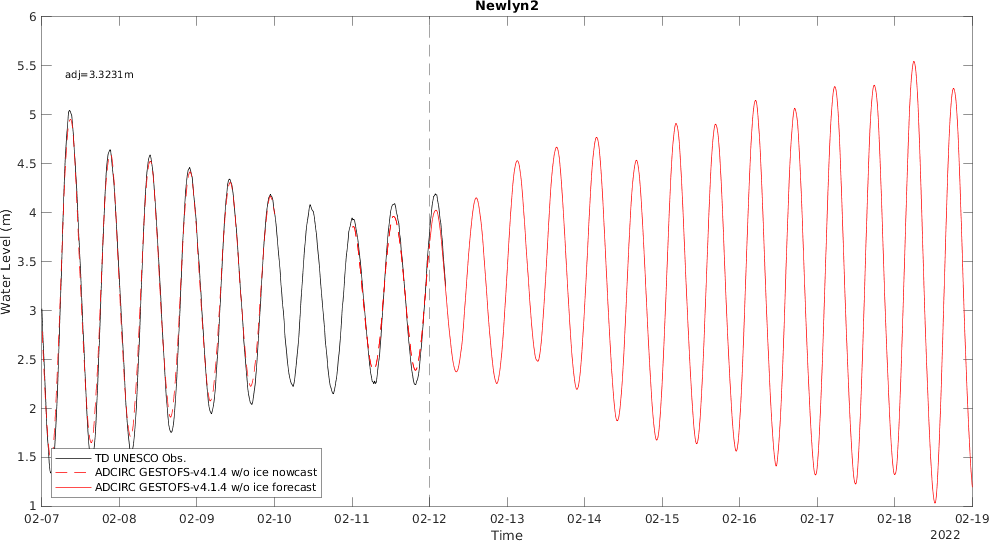 Newlyn2
6
5.5
5
4.5
4
3.5
3
2.5
2
1.5
1
Water Level (m)
adj=3.3231m
TD UNESCO Obs.
ADCIRC GESTOFS-v4.1.4 w/o ice nowcast
ADCIRC GESTOFS-v4.1.4 w/o ice forecast
02-07 02-08 02-09 02-10 02-11 02-12 02-13 02-14 02-15 02-16 02-17 02-18 02-19
Time
2022